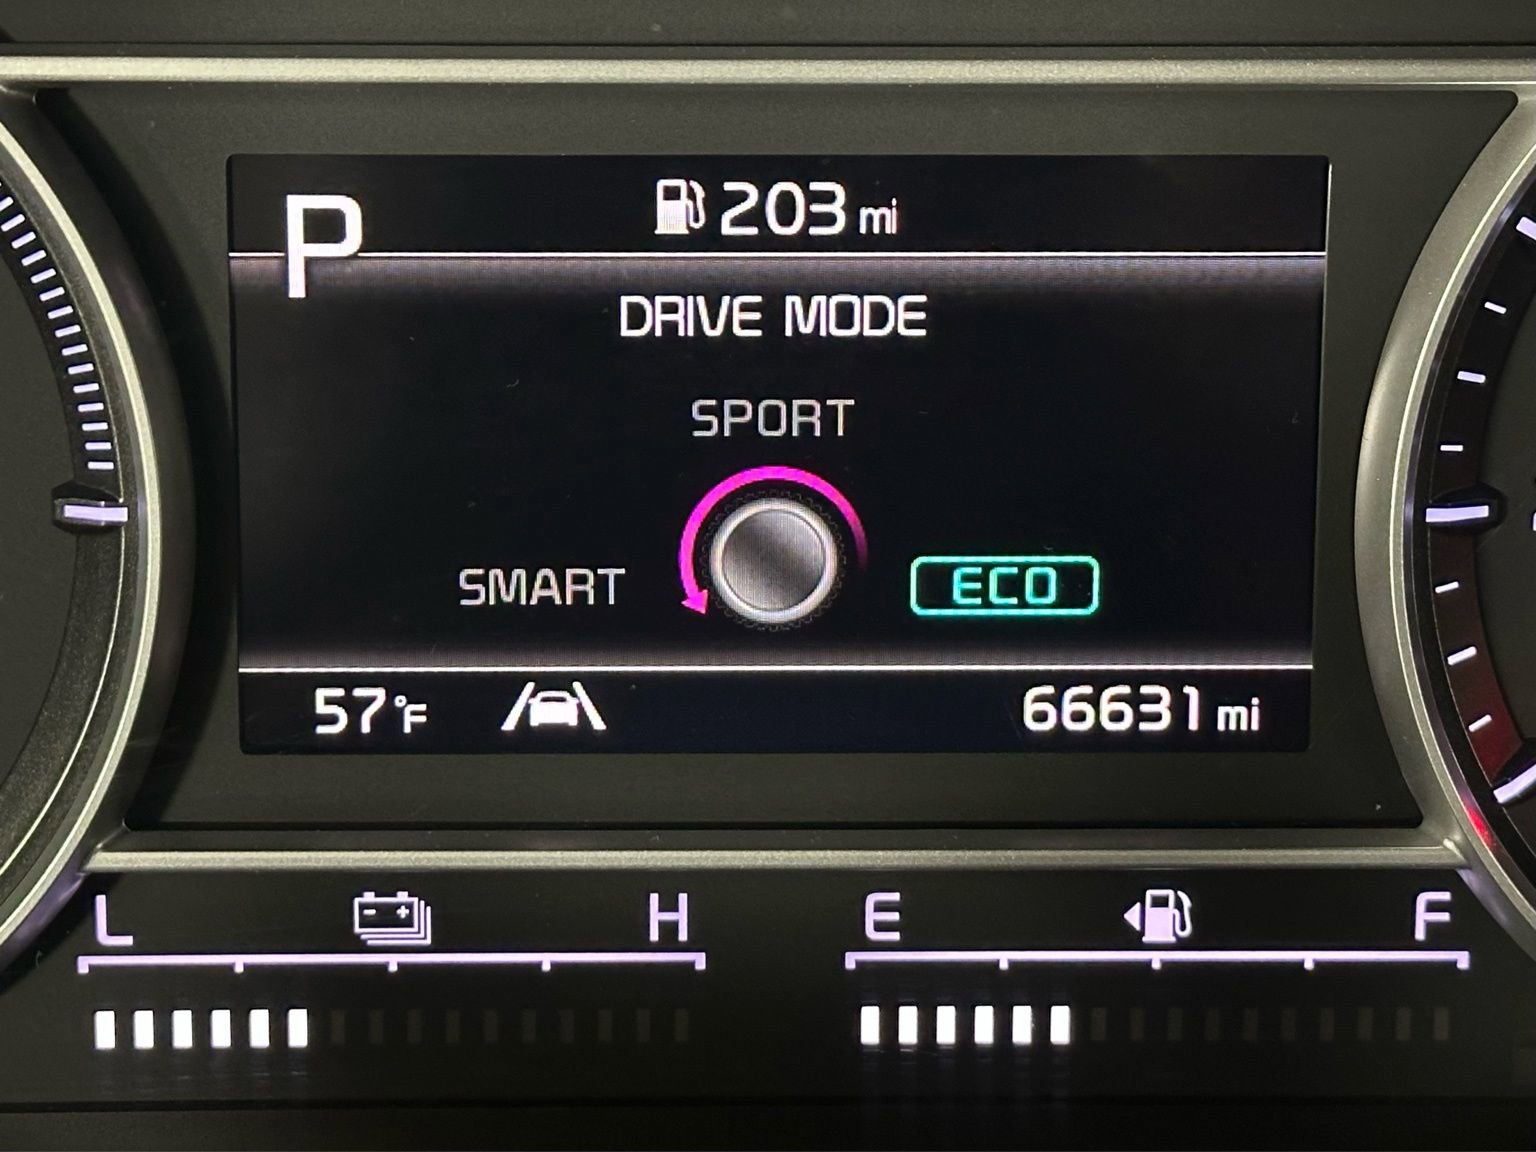 P
203 mi
DRIVE MODE
SPORT
SMART
ECO
57°F
66631 mi
L H
E F